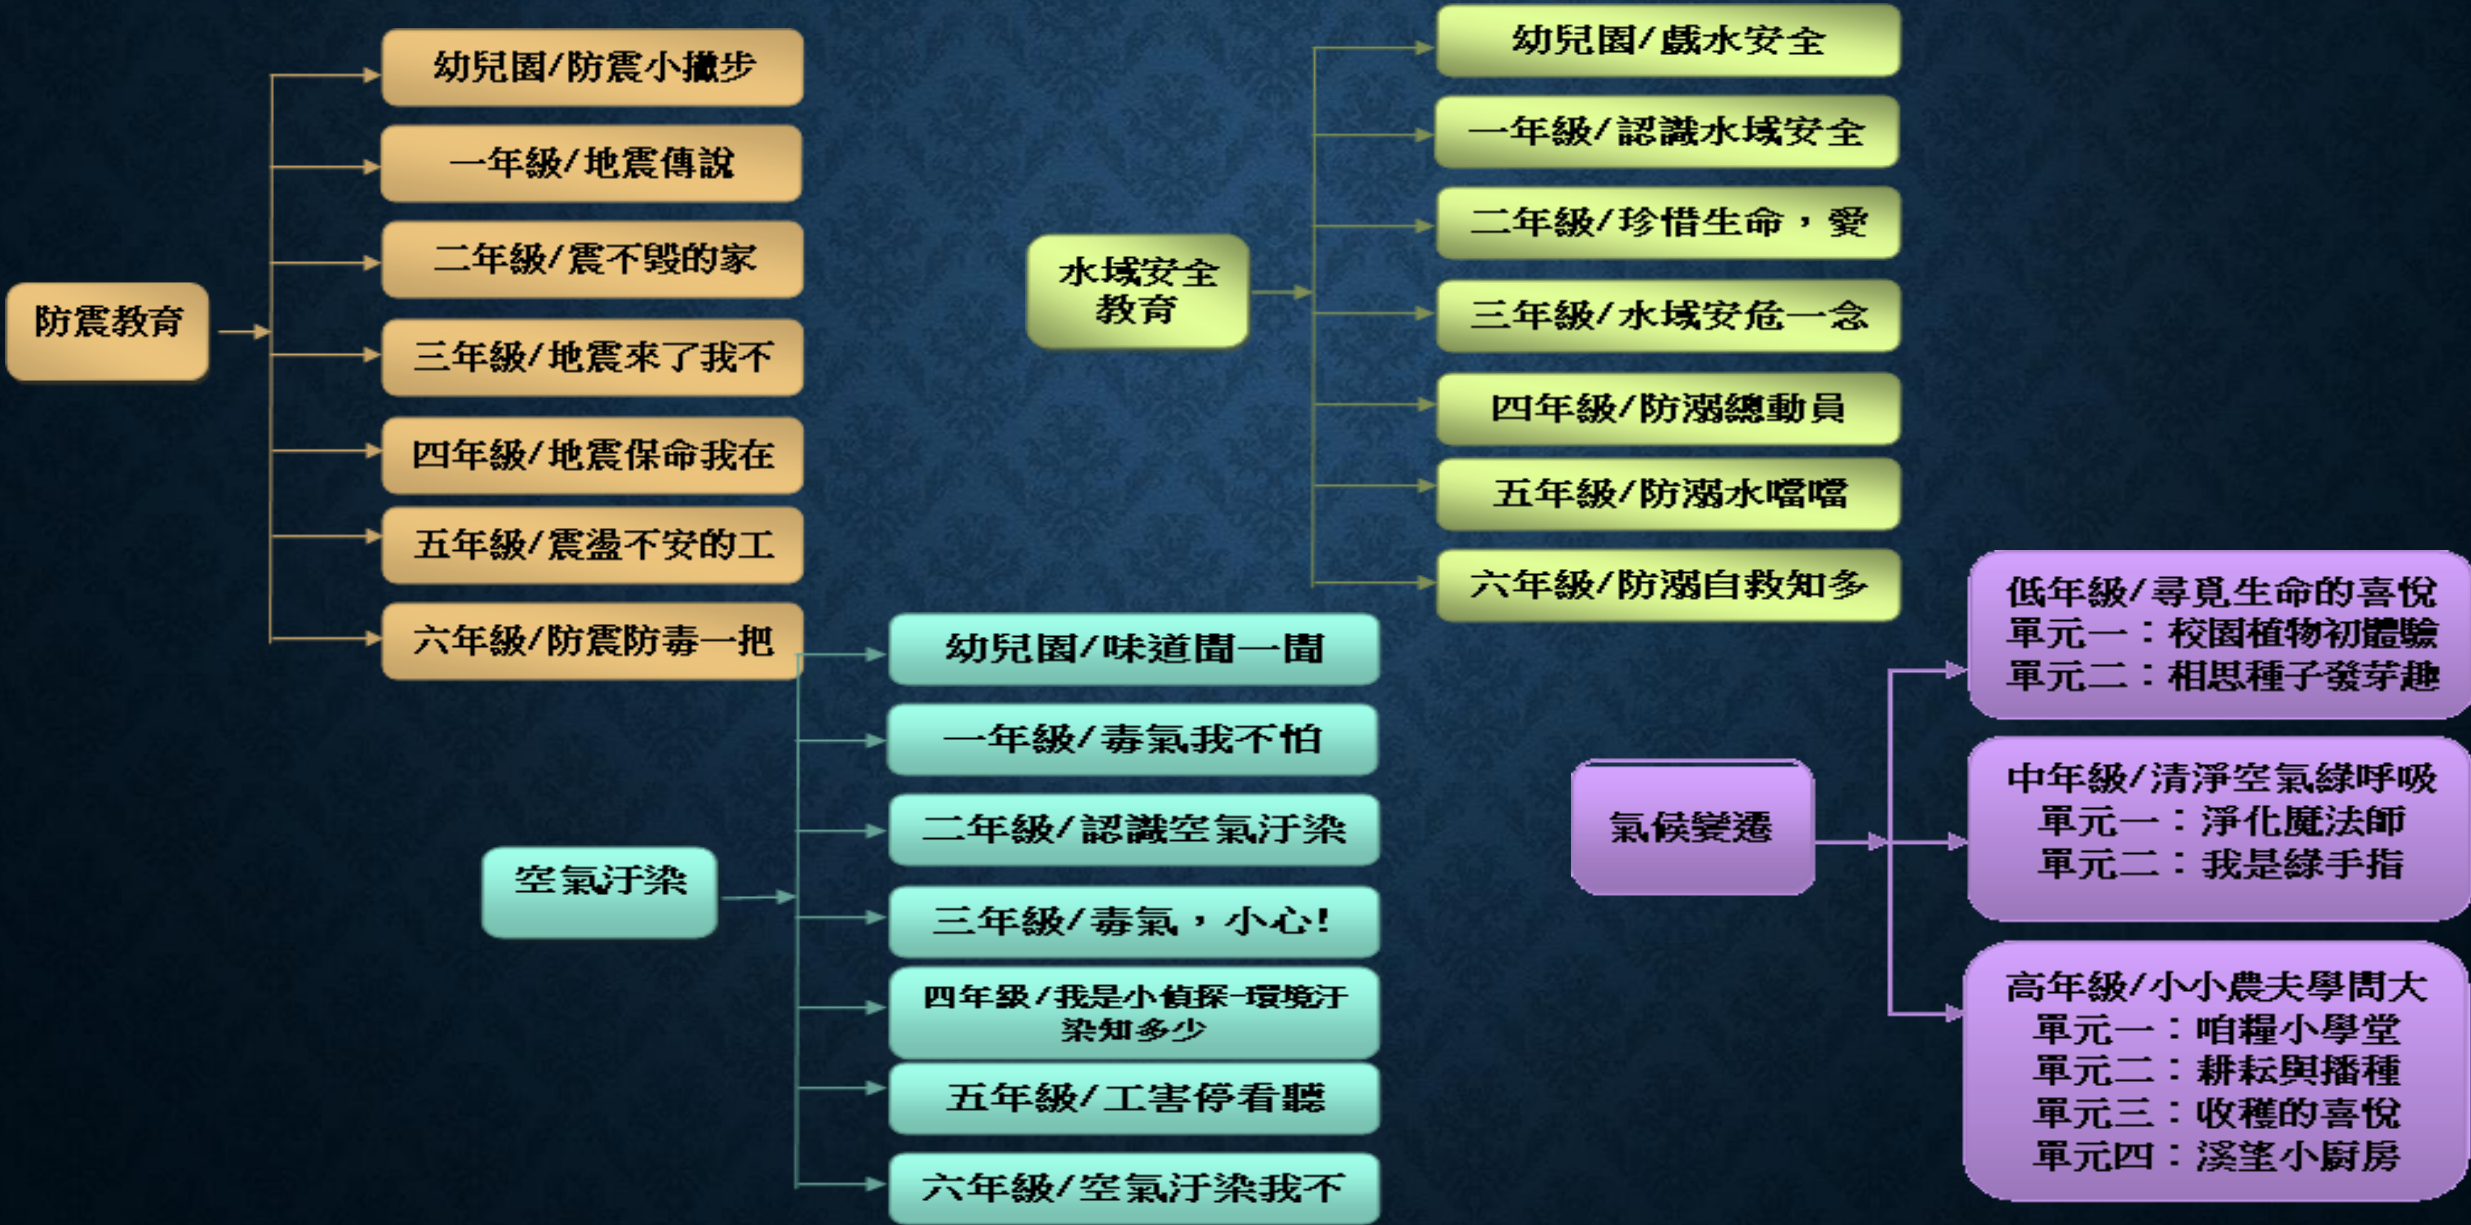 防震教育
幼兒園/防震小撇步
一年級/地震傳說
二年級/震不毀的家
三年級/地震來了我不
四年級/地震保命我在
五年級/震盪不安的工
六年級/防震防毒一把
水域安全
教育
幼兒園/戲水安全
一年級/認識水域安全
二年級/珍惜生命，愛
三年級/水域安危一念
四年級/防溺總動員
五年級/防溺水噹噹
六年級/防溺自救知多
空氣汙染
幼兒園/味道聞一聞
一年級/毒氣我不怕
二年級/認識空氣汙染
三年級/毒氣，小心!
四年級/我是小偵探-環境汙
染知多少
五年級/工害停看聽
六年級/空氣汙染我不
氣候變遷
低年級/尋覓生命的喜悅
單元一：校園植物初體驗
單元二：相思種子發芽趣
中年級/清淨空氣綠呼吸
單元一：淨化魔法師
單元二：我是綠手指
高年級/小小農夫學問大
單元一：咱糧小學堂
單元二：耕耘與播種
單元三：收穫的喜悅
單元四：溪望小廚房